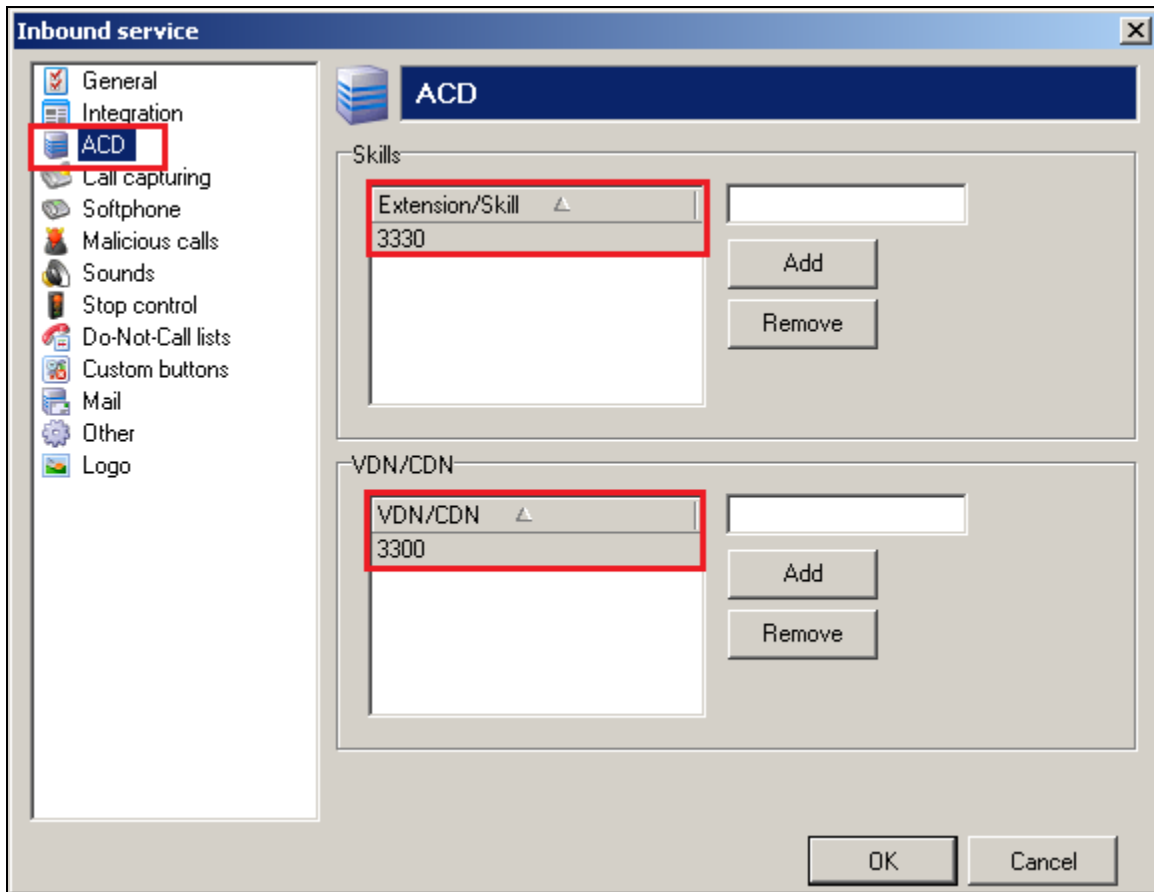 Inbound service
General
Integration
ACD
Call capturing
Softphone
Malicious calls
Sounds
Stop control
Do-Not-Call lists
Custom buttons
Mail
Other
Logo
ACD
Skills
Extension/Skill
3330
Add
Remove
VDN/CDN
VDN/CDN
3300
Add
Remove
OK Cancel